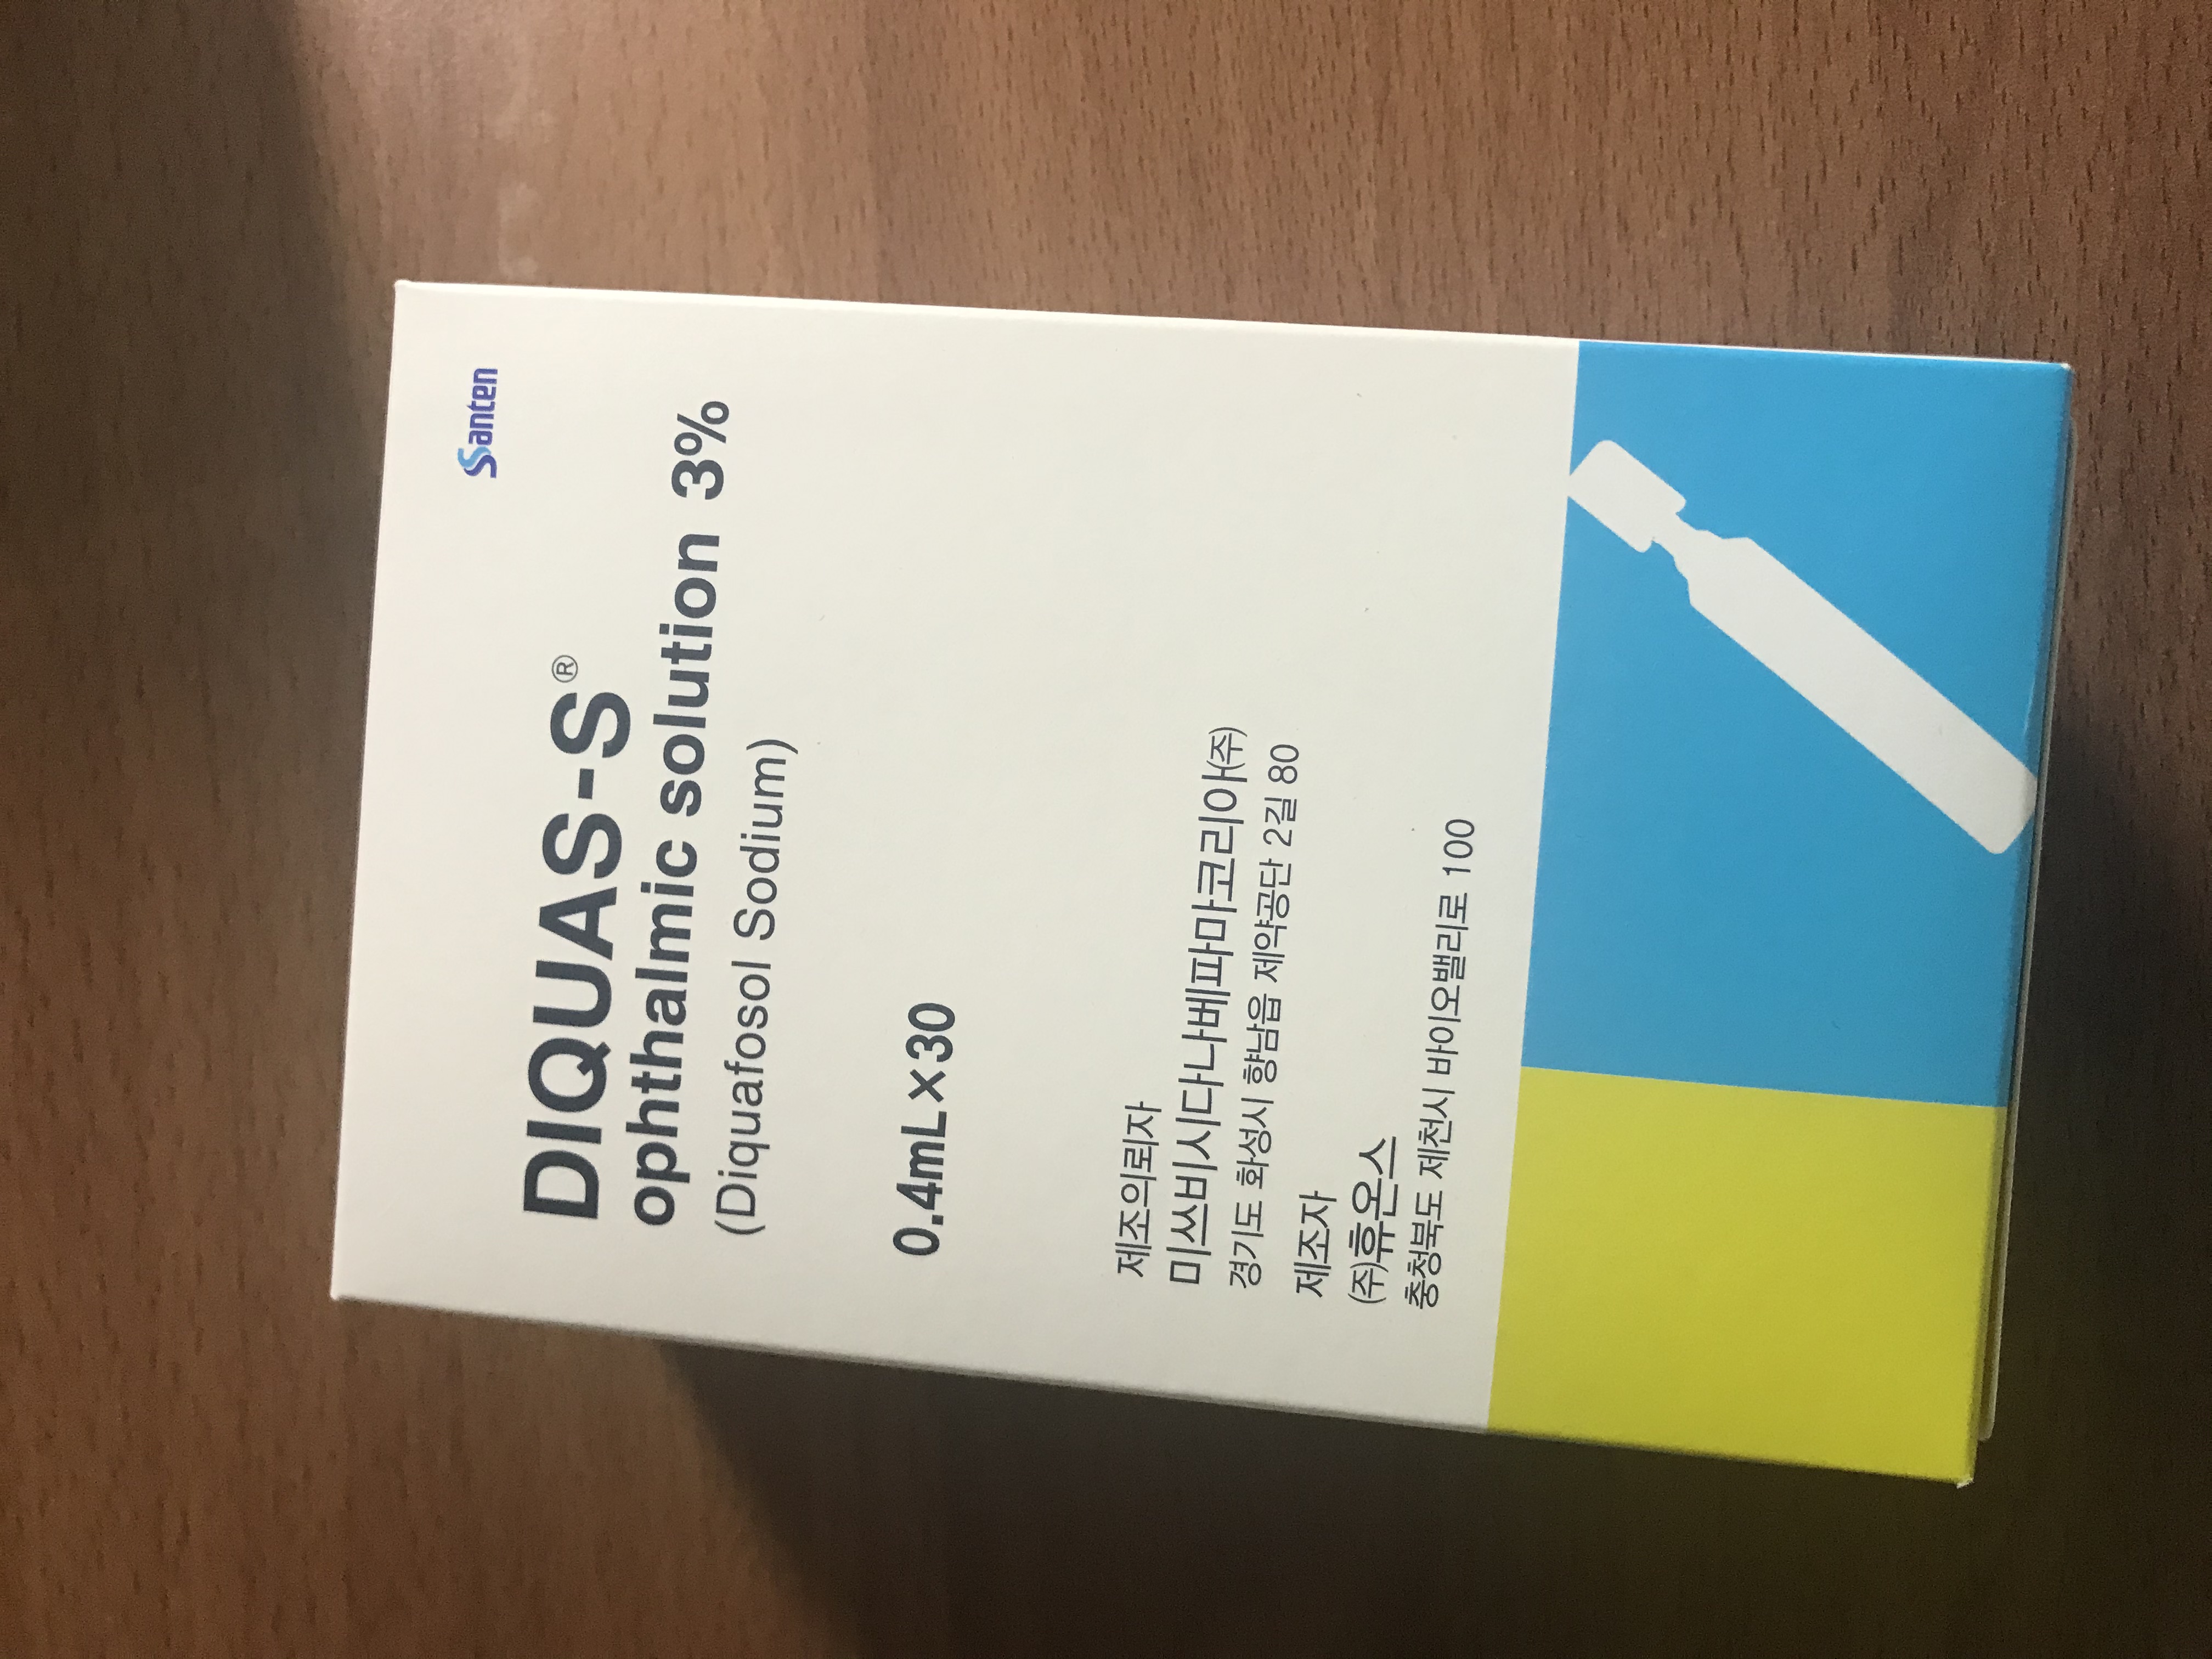 Santen
DIQUAS-S®
ophthalmic solution 3%
(Diquafosol Sodium)
0.4mL×30
제조의뢰자
미쓰비시다나베파마코리아㈜
경기도 화성시 향남읍 제약공단 2길 80
제조자
㈜휴온스
충청북도 제천시 바이오밸리로 100